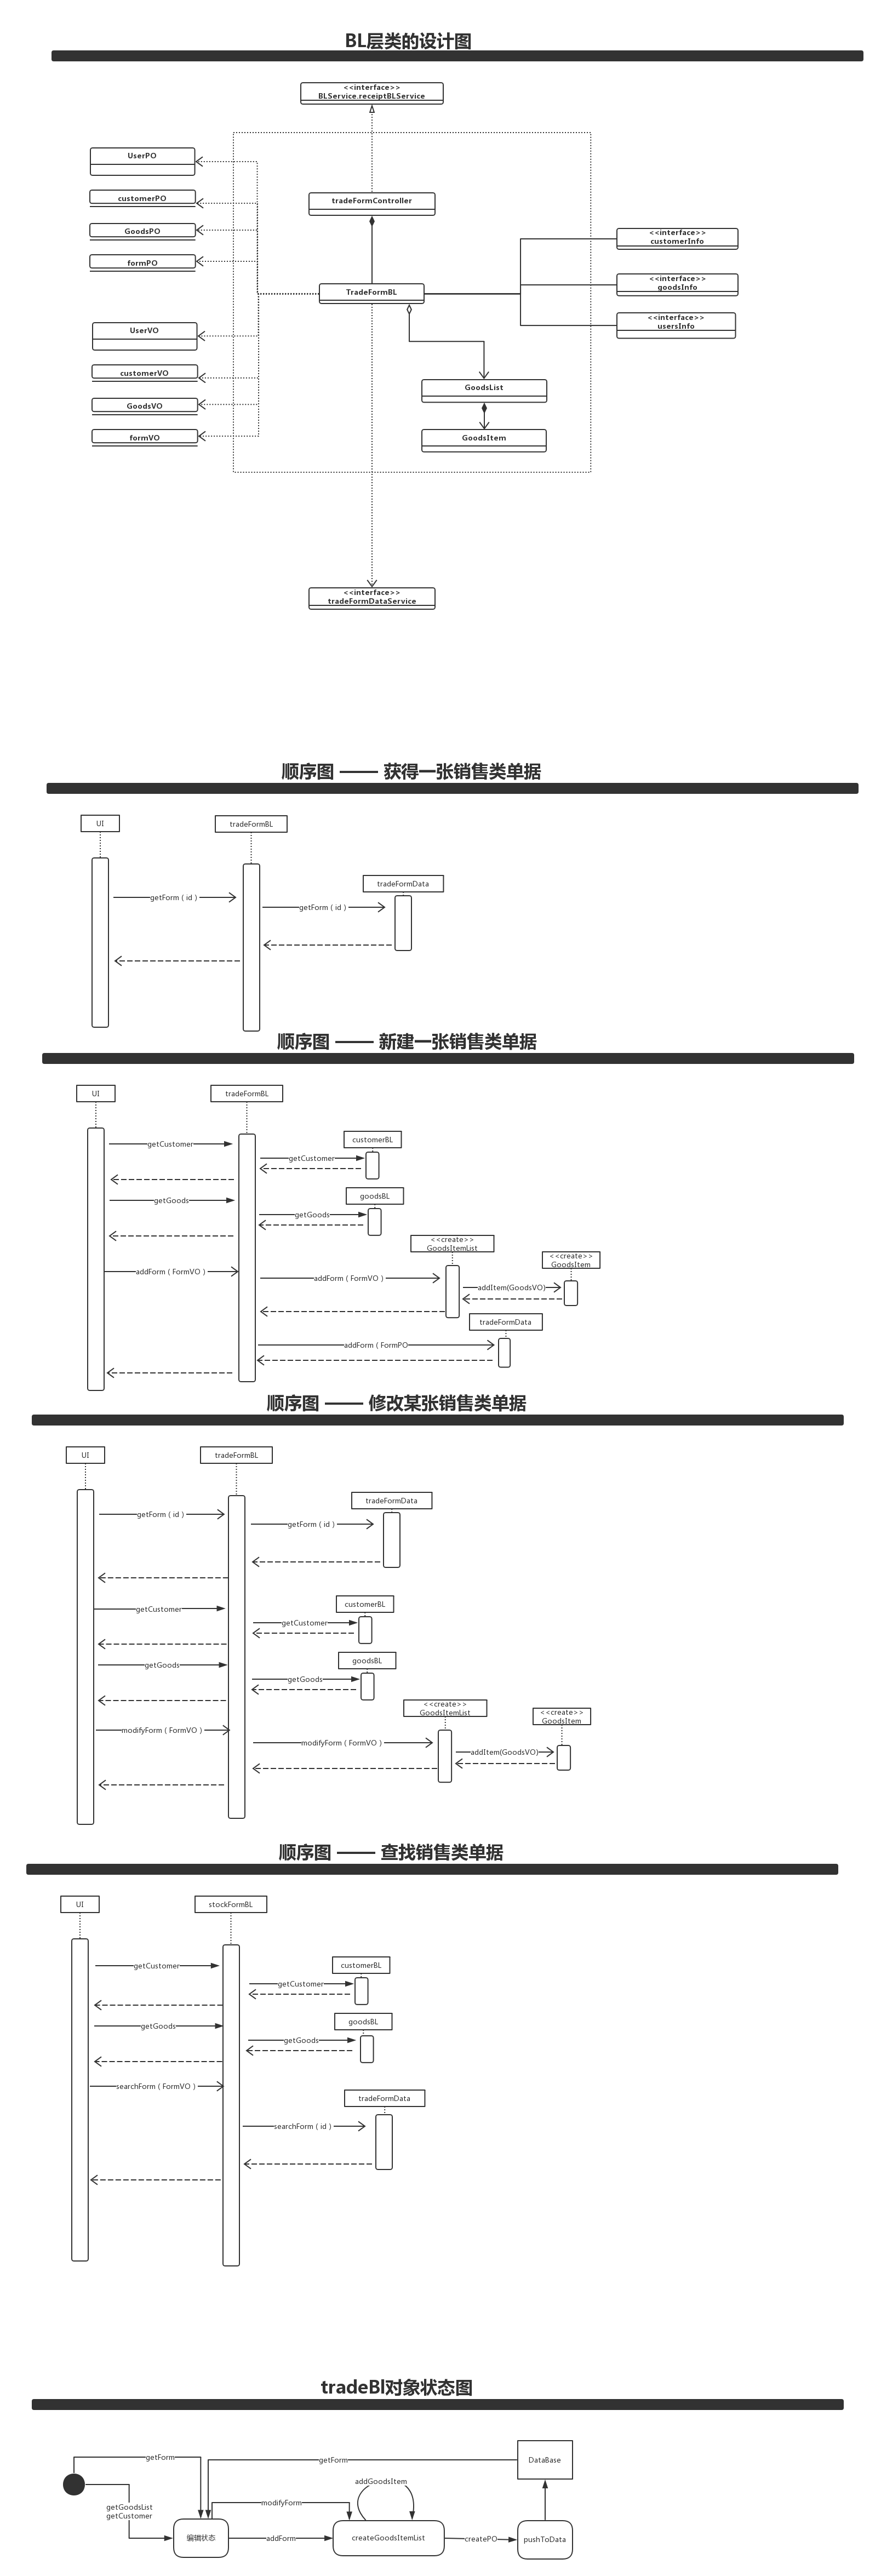 BL层类的设计图
<<interface>>
BLService.receiptBLService
UserPO
customerPO
GoodsPO
formPO
tradeFormController
<<interface>>
customerInfo
<<interface>>
goodsInfo
<<interface>>
usersInfo
TradeFormBL
UserVO
customerVO
GoodsVO
formVO
GoodsList
GoodsItem
<<interface>>
tradeFormDataService
顺序图 —— 获得一张销售类单据
UI
tradeFormBL
tradeFormData
getForm ( id )
getForm ( id )
顺序图 —— 新建一张销售类单据
UI
tradeFormBL
customerBL
getCustomer
getCustomer
goodsBL
getGoods
getGoods
<<create>>
GoodsItemList
<<create>>
GoodsItem
addForm ( FormVO )
addForm ( FormVO )
addItem(GoodsVO)
tradeFormData
addForm ( FormPO
顺序图 —— 修改某张销售类单据
UI
tradeFormBL
tradeFormData
getForm ( id )
getForm ( id )
customerBL
getCustomer
getCustomer
goodsBL
getGoods
getGoods
<<create>>
GoodsItemList
<<create>>
GoodsItem
modifyForm ( FormVO )
modifyForm ( FormVO )
addItem(GoodsVO)
顺序图 —— 查找销售类单据
UI
stockFormBL
customerBL
getCustomer
getCustomer
goodsBL
getGoods
getGoods
searchForm ( FormVO )
tradeFormData
searchForm ( id )
tradeBl对象状态图
getForm
getForm
DataBase
addGoodsItem
modifyForm
getGoodsList
getCustomer
编辑状态
addForm
createGoodsItemList
createPO
pushToData